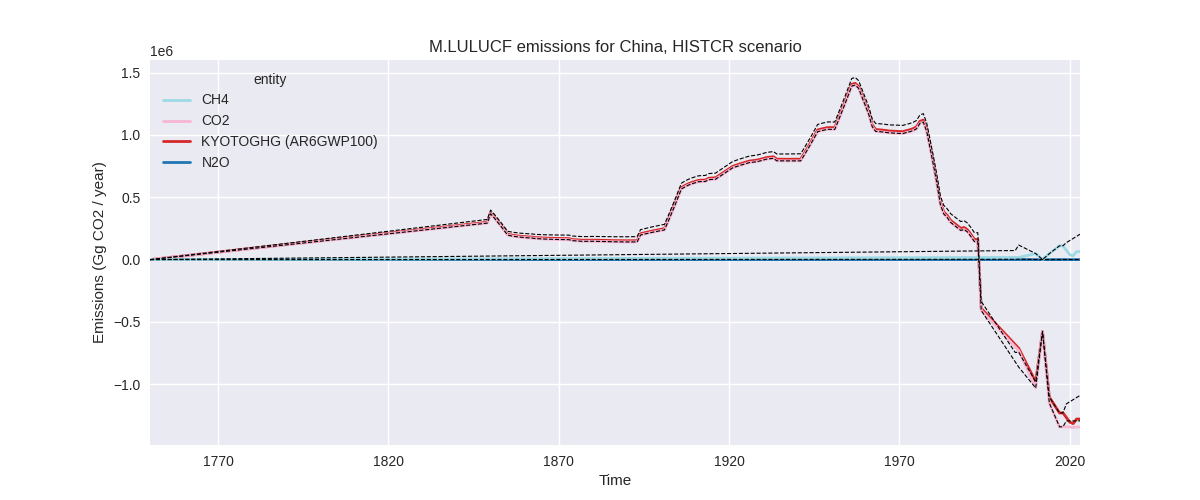 M.LULUCF emissions for China, HISTCR scenario
1e6
1.5
1.0
0.5
0.0
−0.5
−1.0
Emissions (Gg CO2 / year)
entity
CH4
CO2
KYOTOGHG (AR6GWP100)
N2O
1770 1820 1870 1920 1970 2020
Time